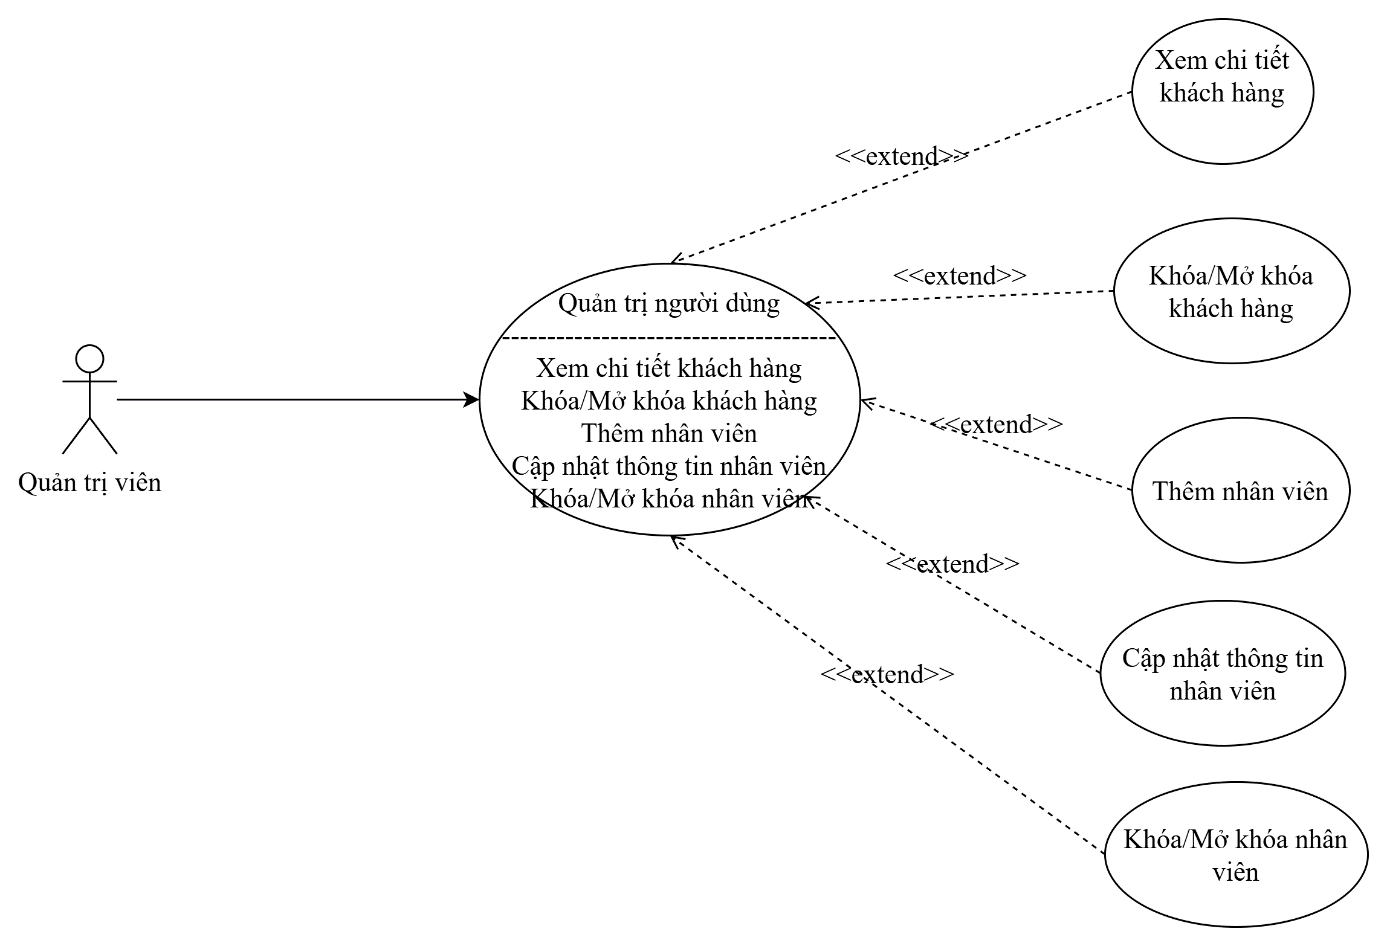 Xem chi tiết
khách hàng
<<extend>>
Khóa/Mở khóa
khách hàng
<<extend>>
Quản trị người dùng
Xem chi tiết khách hàng
Khóa/Mở khóa khách hàng
Thêm nhân viên
Cập nhật thông tin nhân viên
Khóa/Mở khóa nhân viên
Quản trị viên
<<extend>>
Thêm nhân viên
<<extend>>
Cập nhật thông tin
nhân viên
<<extend>>
Khóa/Mở khóa nhân
viên